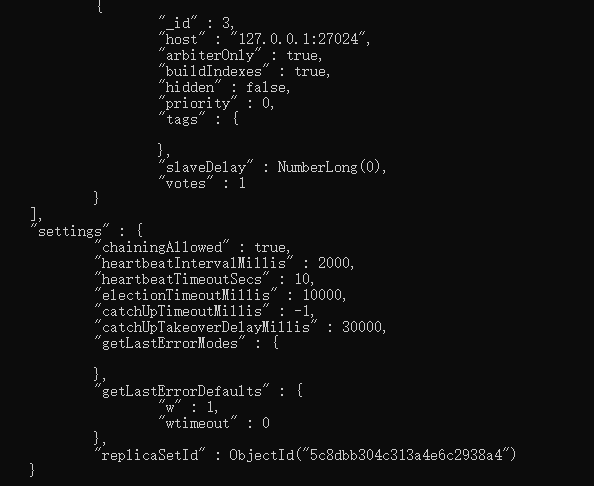 {
"_id" : 3,
"host" : "127.0.0.1:27024",
"arbiterOnly" : true,
"buildIndexes" : true,
"hidden" : false,
"priority" : 0,
"tags" : {
},
"slaveDelay" : NumberLong(0),
"votes" : 1
}
],
"settings" : {
"chainingAllowed" : true,
"heartbeatIntervalMillis" : 2000,
"heartbeatTimeoutSecs" : 10,
"electionTimeoutMillis" : 10000,
"catchUpTimeoutMillis" : -1,
"catchUpTakeoverDelayMillis" : 30000,
"getLastErrorModes" : {
},
"getLastErrorDefaults" : {
"w" : 1,
"wtimeout" : 0
},
"replicaSetId" : ObjectId("5c8dbb304c313a4e6c2938a4")
}